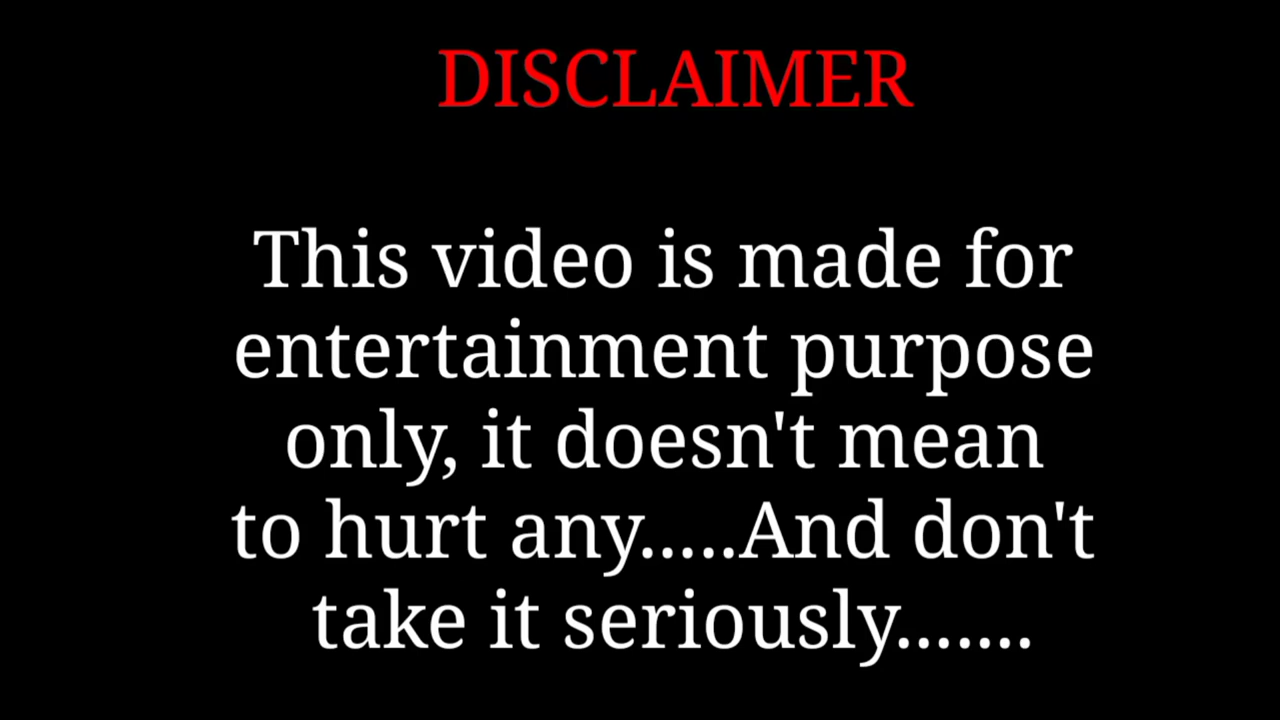 DISCLAIMER
This video is made for
entertainment purpose
only, it doesn't mean
to hurt any.....And don't
take it seriously.......